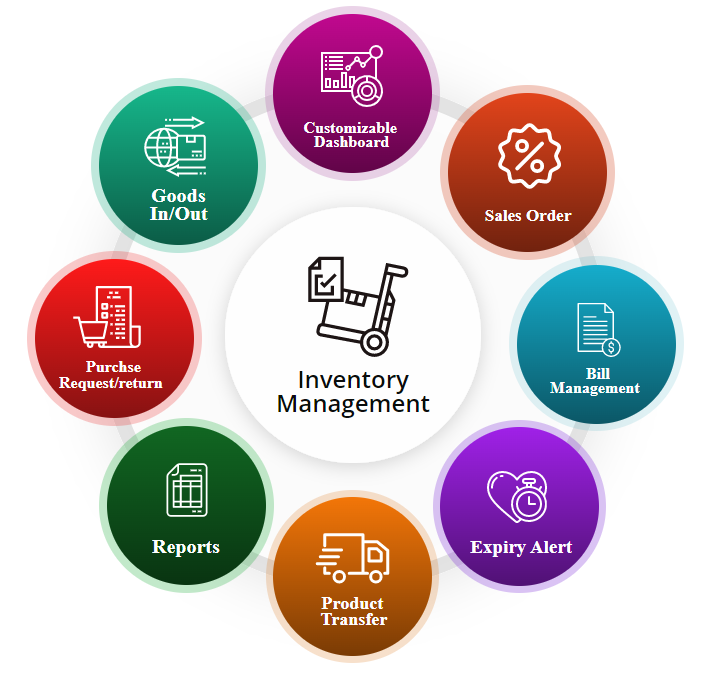 Customizable
Dashboard
Sales Order
Bill
Management
Expiry Alert
Product
Transfer
Reports
Purchse
Request/return
Goods
In/Out
Inventory
Management